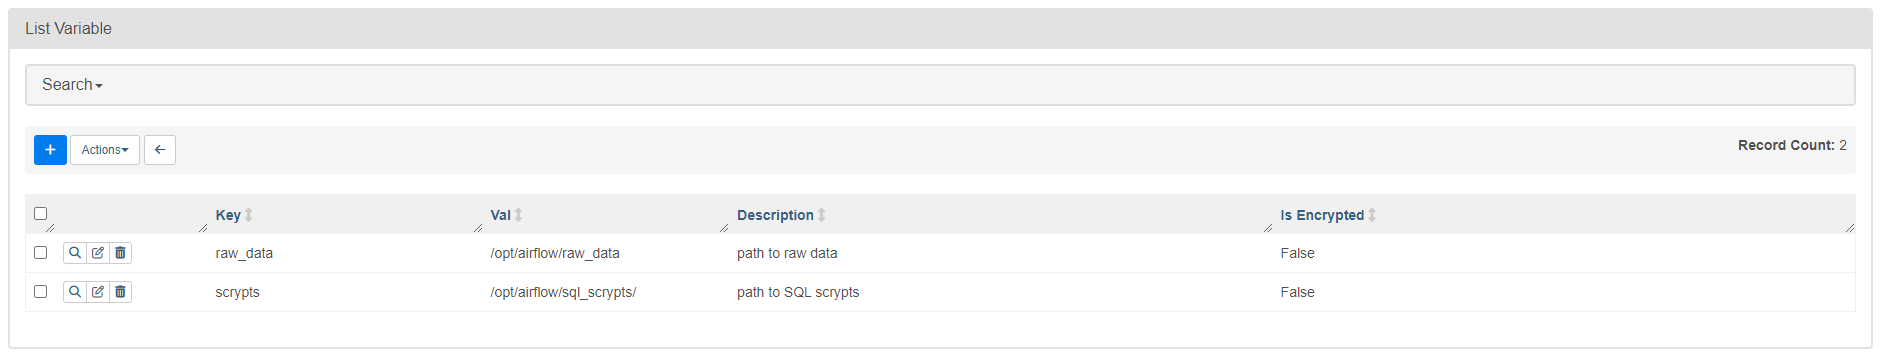 List Variable
Search
Actions
Record Count: 2
Key Val Description Is Encrypted
raw_data /opt/airflow/raw_data path to raw data False
scrypts /opt/airflow/sql_scrypts/ path to SQL scrypts False